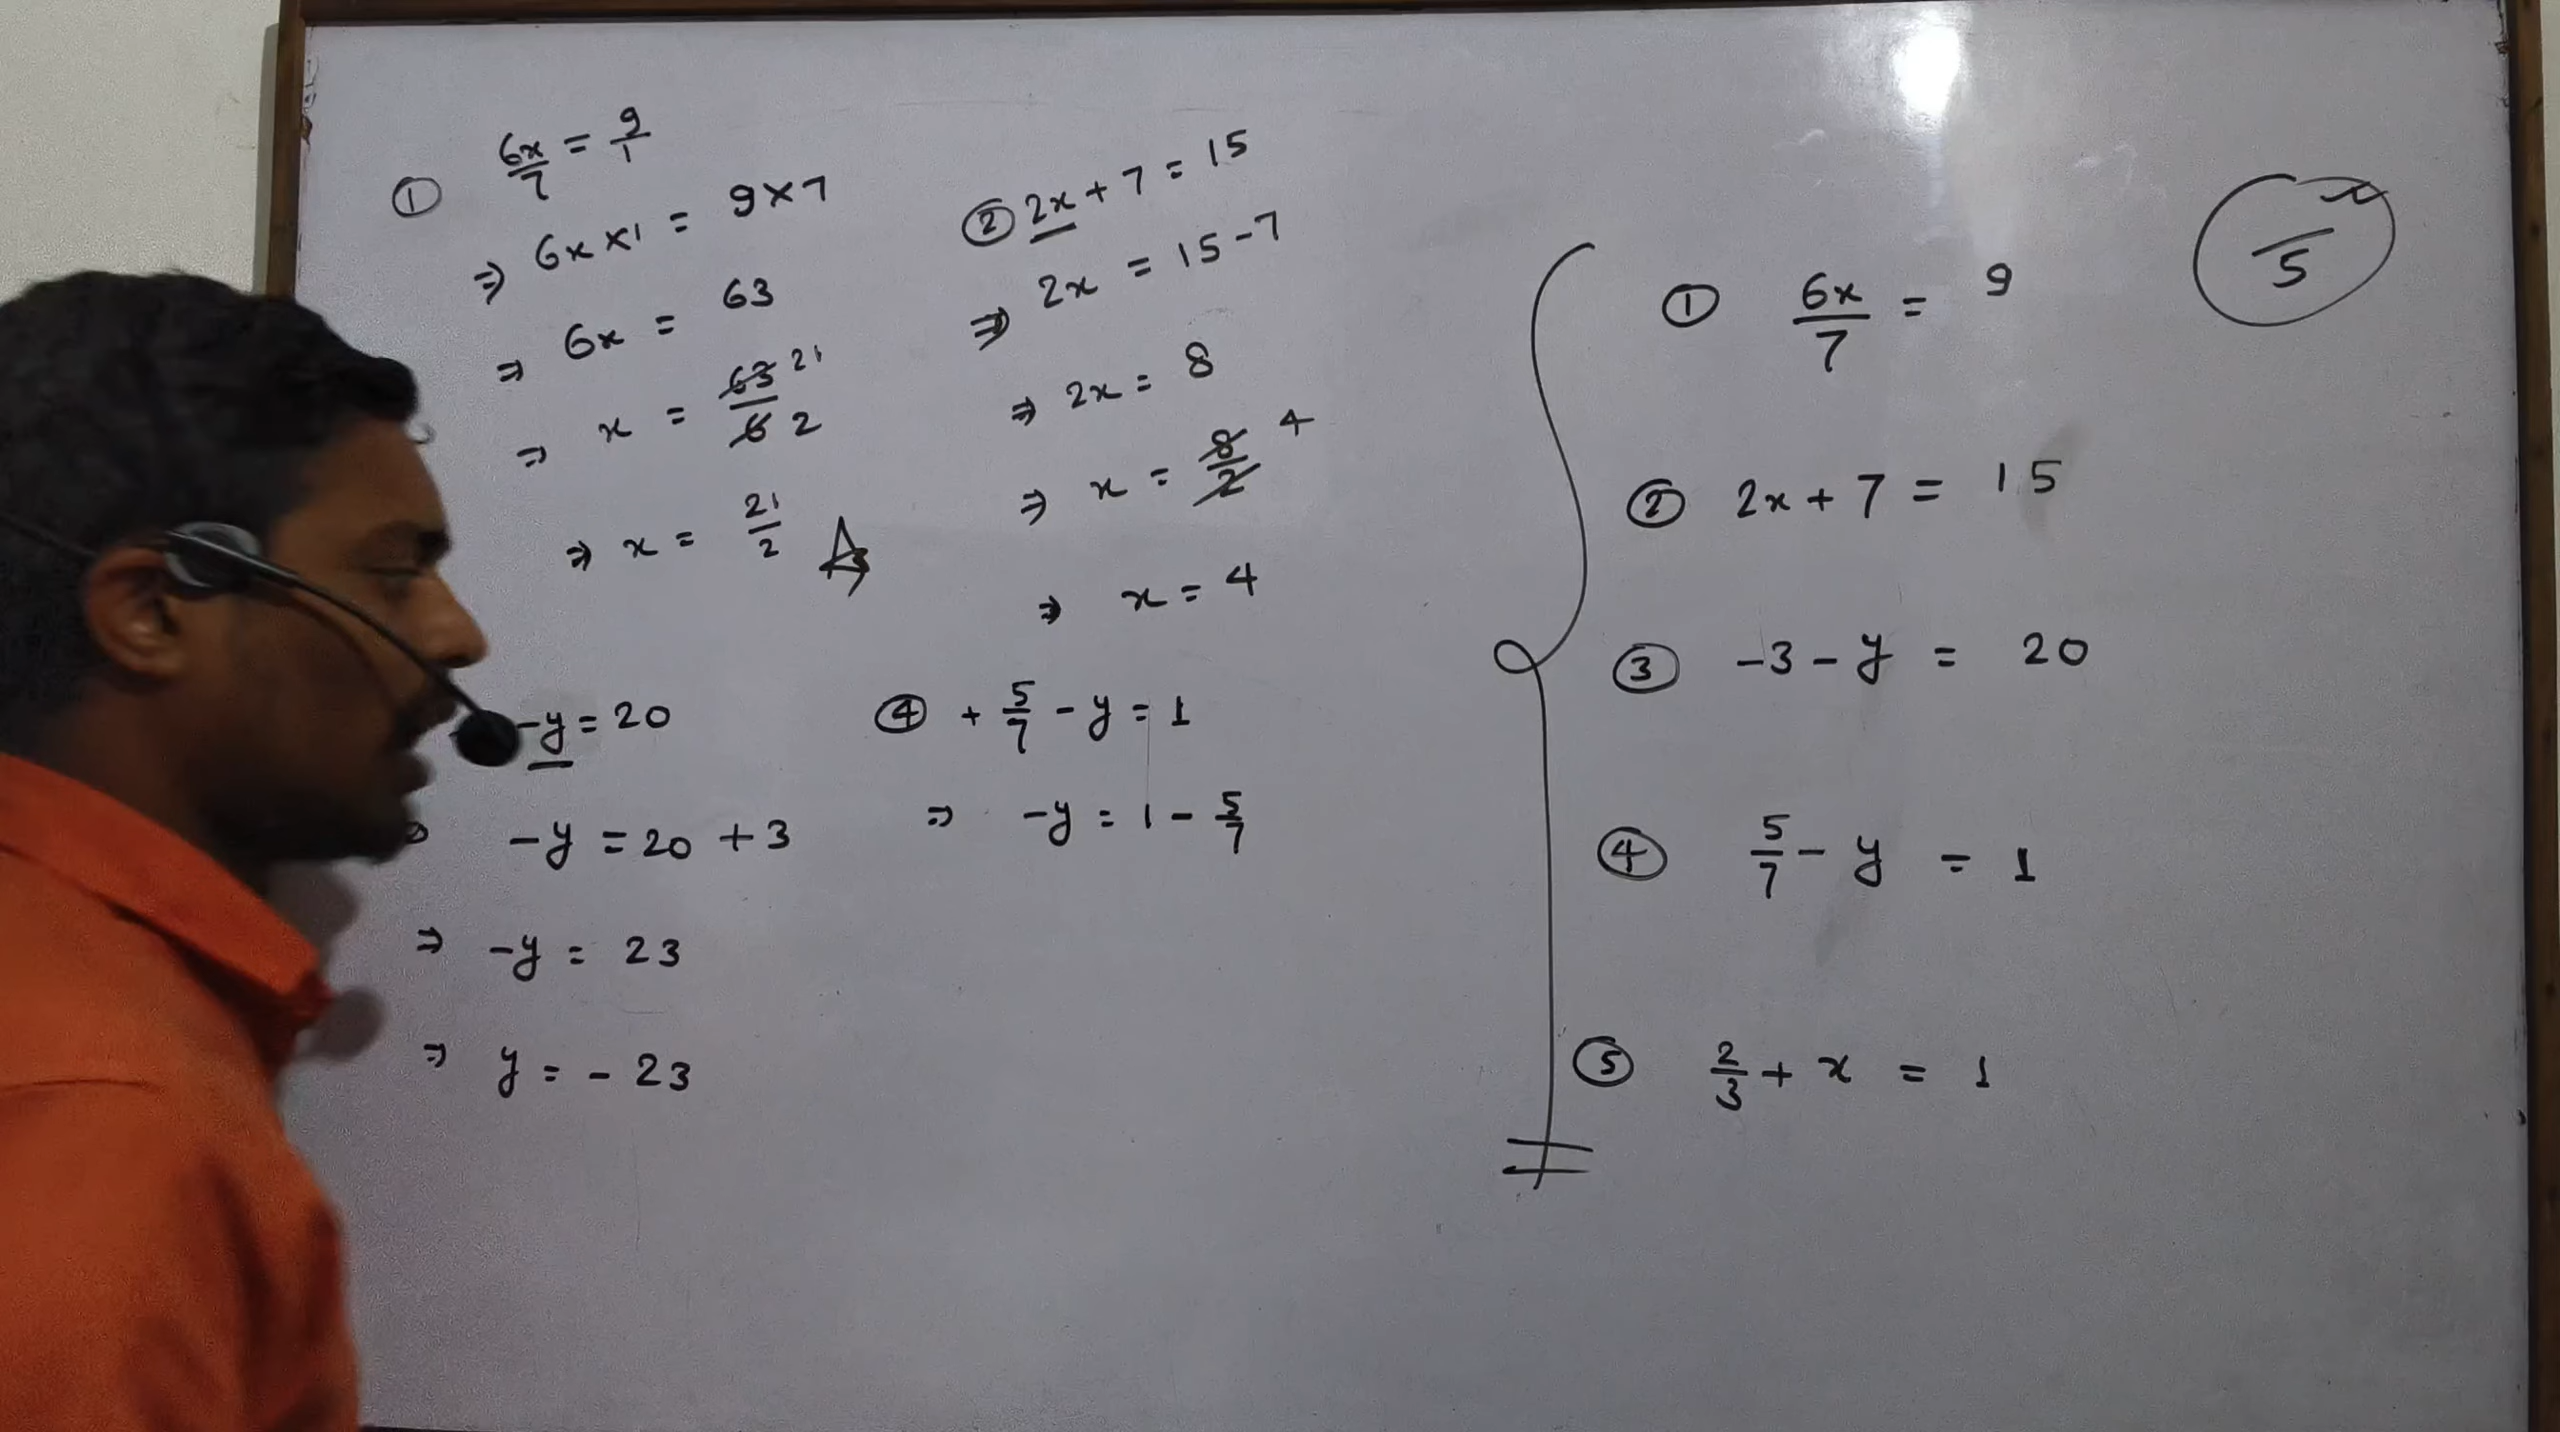 ① 6x/7 = 9/1
⇒ 6x×1 = 9×7
⇒ 6x = 63
⇒ x = 63/6 21/2
⇒ x = 21/2
② 2x + 7 = 15
⇒ 2x = 15 - 7
⇒ 2x = 8
⇒ x = 8/2 4
⇒ x = 4
-y = 20
-y = 20 + 3
⇒ -y = 23
⇒ y = - 23
④ + 5/7 - y = 1
⇒ -y = 1 - 5/7
① 6x/7 = 9
② 2x + 7 = 15
③ -3 - y = 20
④ 5/7 - y = 1
⑤ 2/3 + x = 1
5